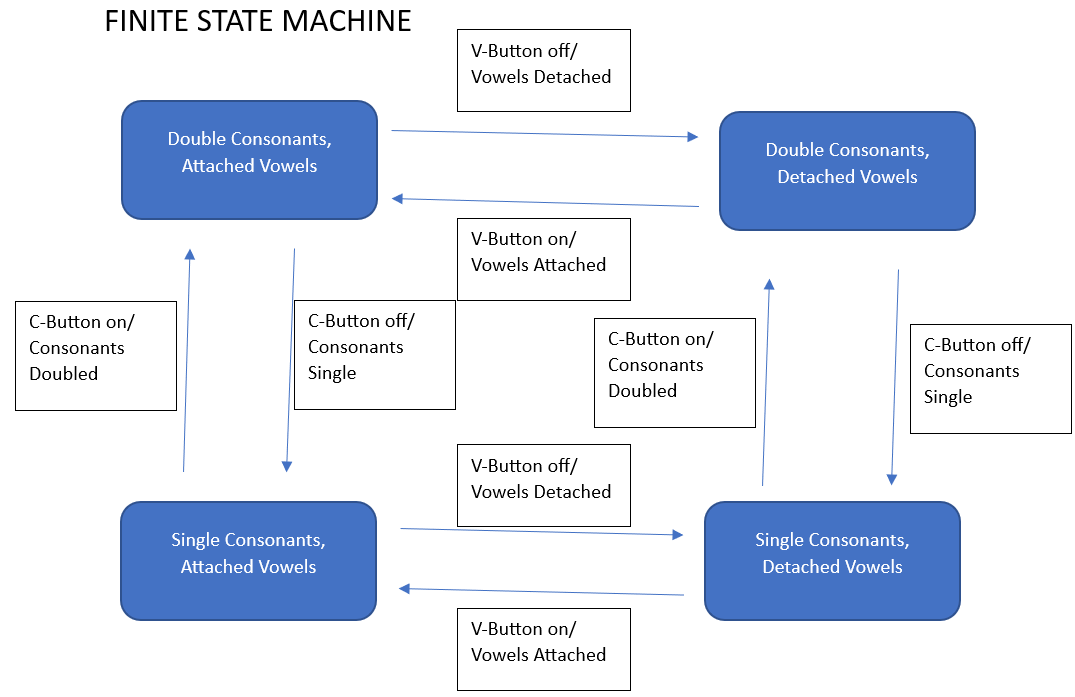 FINITE STATE MACHINE
V-Button off/
Vowels Detached
Double Consonants,
Attached Vowels
Double Consonants,
Detached Vowels
V-Button on/
Vowels Attached
C-Button on/
Consonants
Doubled
C-Button off/
Consonants
Single
C-Button on/
Consonants
Doubled
C-Button off/
Consonants
Single
V-Button off/
Vowels Detached
Single Consonants,
Attached Vowels
Single Consonants,
Detached Vowels
V-Button on/
Vowels Attached